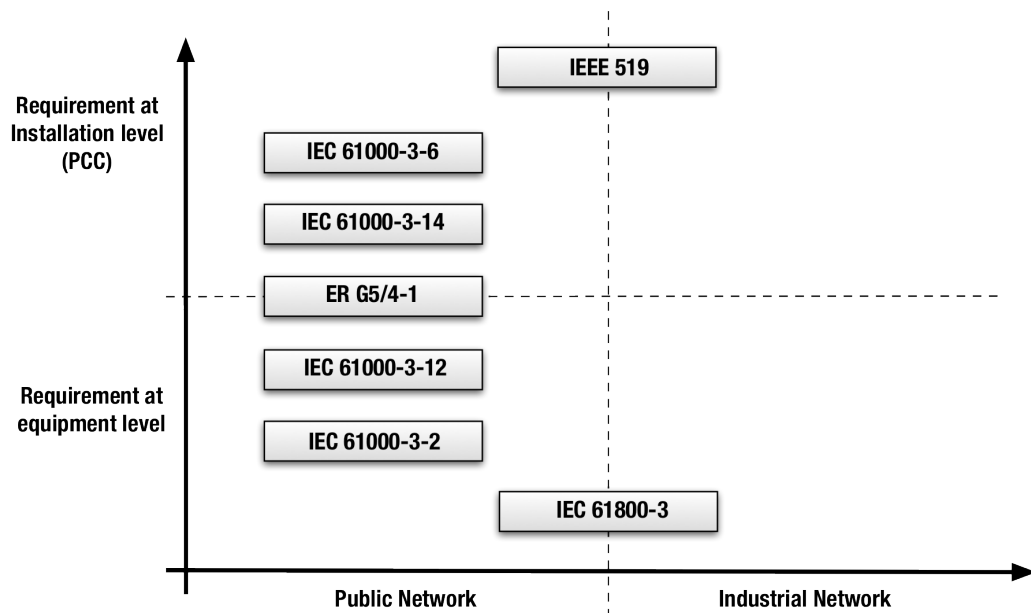 IEEE 519
Requirement at
Installation level
(PCC)
IEC 61000-3-6
IEC 61000-3-14
ER G5/4-1
IEC 61000-3-12
Requirement at
equipment level
IEC 61000-3-2
IEC 61800-3
Public Network
Industrial Network